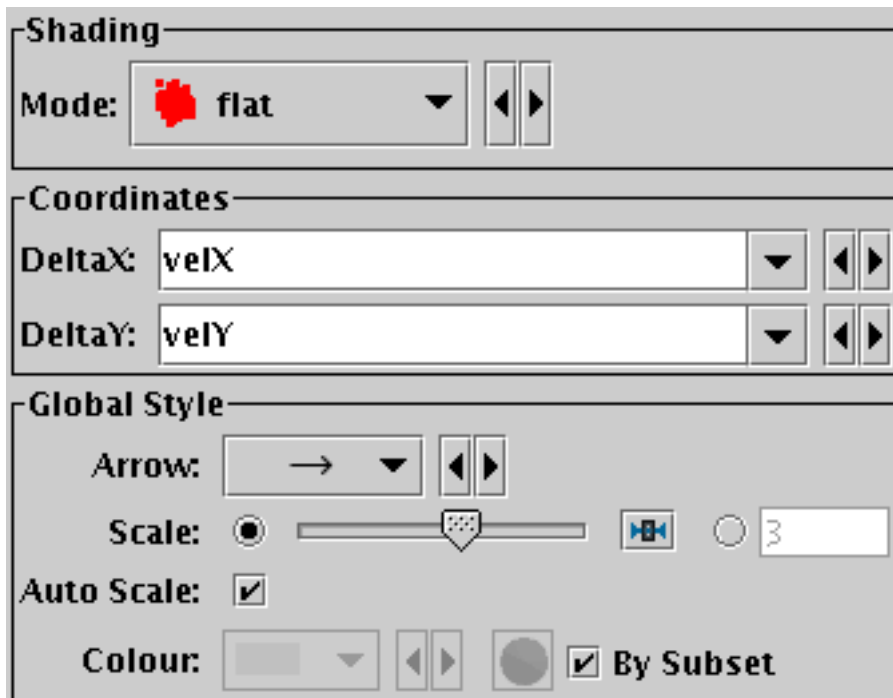 Shading
Mode: flat
Coordinates
DeltaX: velX
DeltaY: velY
Global Style
Arrow:
Scale: 3
Auto Scale:
Colour: By Subset